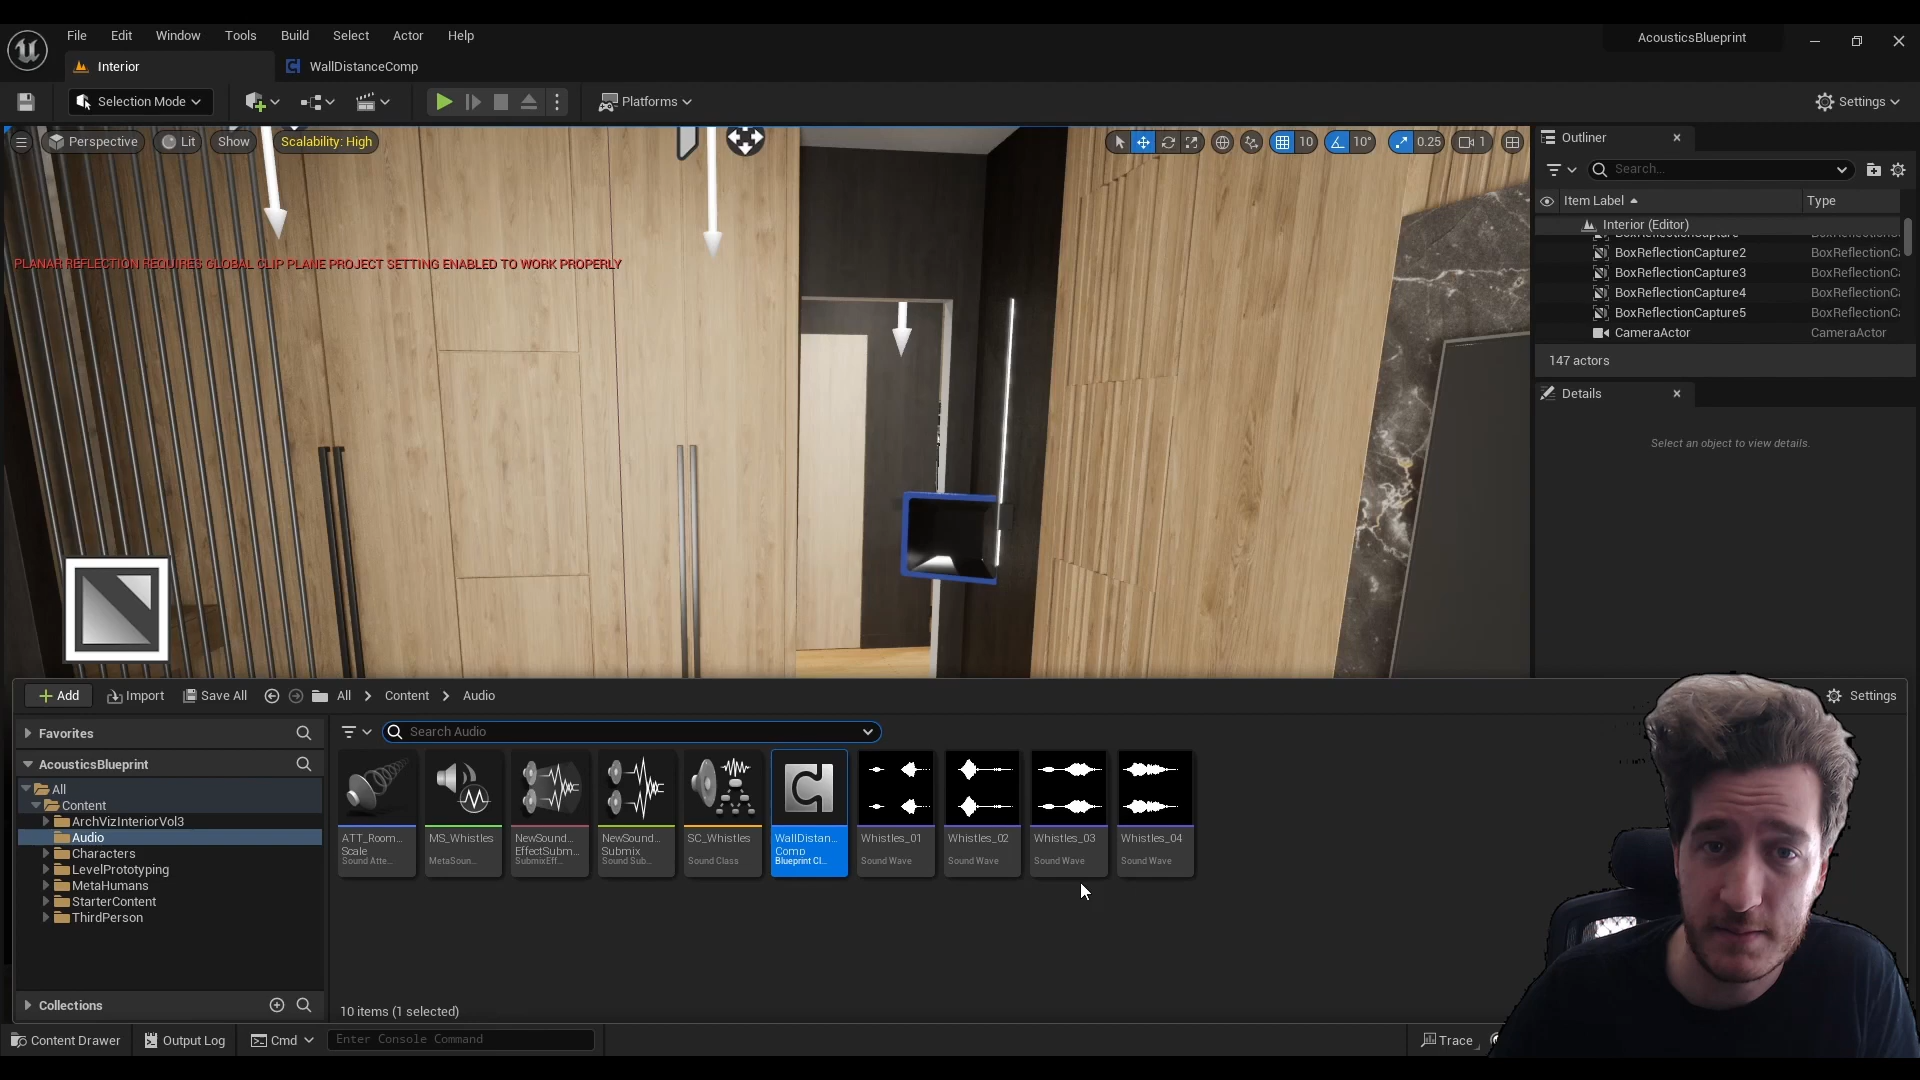 File Edit Window Tools Build Select Actor Help
AcousticsBlueprint
Interior
WallDistanceComp
Selection Mode
Platforms
Settings
Perspective
Lit
Show
Scalability: High
10
10°
0.25
1
PLANAR REFLECTION REQUIRES GLOBAL CLIP PLANE PROJECT SETTING ENABLED TO WORK PROPERLY
Outliner
Search...
Item Label
Type
Interior (Editor)
BoxReflectionCapture2 BoxReflectionCa
BoxReflectionCapture3 BoxReflectionCa
BoxReflectionCapture4 BoxReflectionCa
BoxReflectionCapture5 BoxReflectionCa
CameraActor CameraActor
147 actors
Details
Select an object to view details.
Add
Import
Save All
All
Content
Audio
Settings
Favorites
AcousticsBlueprint
All
Content
ArchVizInteriorVol3
Audio
Characters
LevelPrototyping
MetaHumans
StarterContent
ThirdPerson
Collections
Search Audio
ATT_Room...
Scale
Sound Atte...
MS_Whistles
MetaSoun...
NewSound...
EffectSubm...
SubmixEff...
NewSound...
Submix
Sound Sub...
SC_Whistles
Sound Class
WallDistan...
Comp
Blueprint Cl...
Whistles_01
Sound Wave
Whistles_02
Sound Wave
Whistles_03
Sound Wave
Whistles_04
Sound Wave
10 items (1 selected)
Content Drawer
Output Log
Cmd
Enter Console Command
Trace